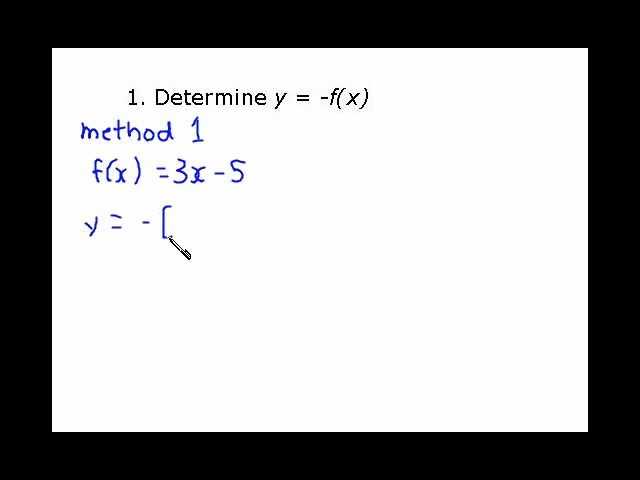 1. Determine y = -f(x)
method 1
f(x) = 3x - 5
y = - [